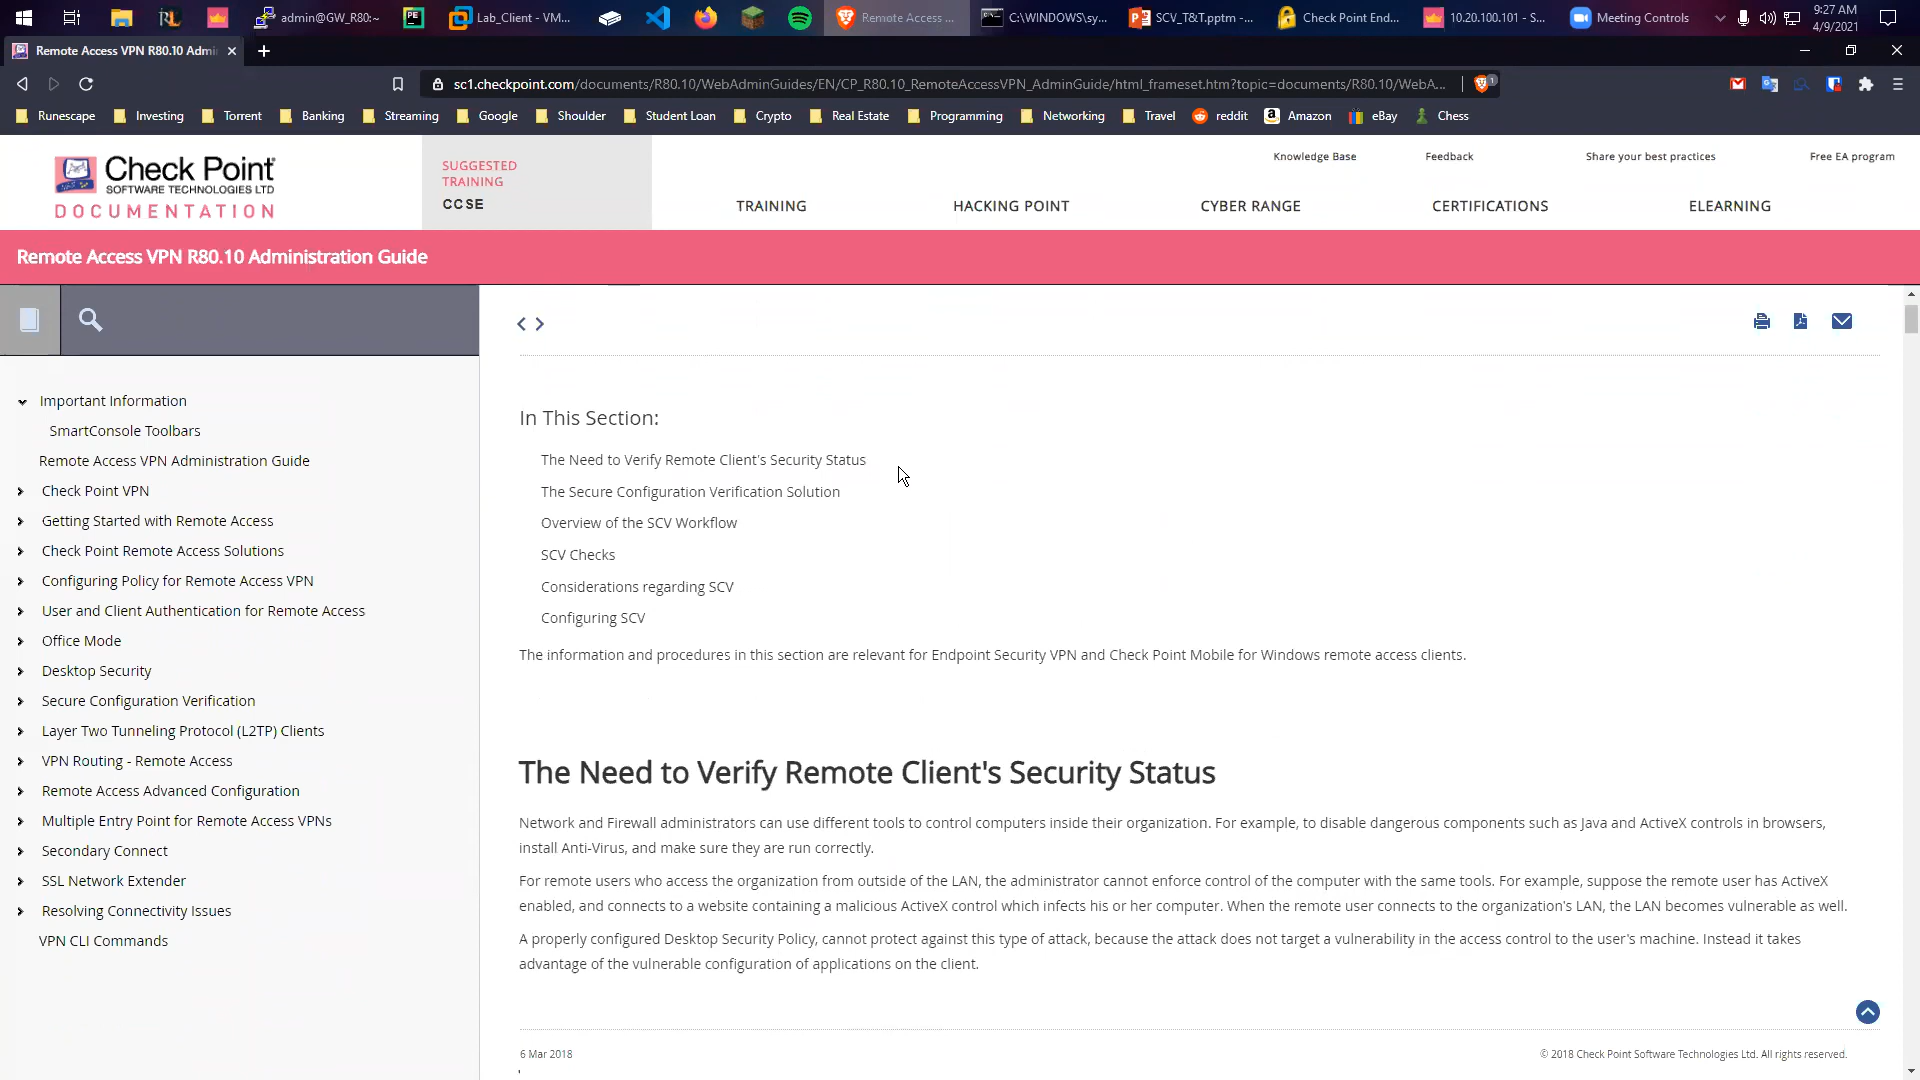 admin@GW_R80:~
Lab_Client - VM...
Remote Access ...
C:\WINDOWS\sy...
SCV_T&T.pptm -...
Check Point End...
10.20.100.101 - S...
Meeting Controls
9:27 AM
4/9/2021
Remote Access VPN R80.10 Admi
sc1.checkpoint.com/documents/R80.10/WebAdminGuides/EN/CP_R80.10_RemoteAccessVPN_AdminGuide/html_frameset.htm?topic=documents/R80.10/WebA...
1
Runescape
Investing
Torrent
Banking
Streaming
Google
Shoulder
Student Loan
Crypto
Real Estate
Programming
Networking
Travel
reddit
Amazon
eBay
Chess
Check Point
SOFTWARE TECHNOLOGIES LTD
DOCUMENTATION
SUGGESTED
TRAINING
CCSE
Knowledge Base
Feedback
Share your best practices
Free EA program
TRAINING
HACKING POINT
CYBER RANGE
CERTIFICATIONS
ELEARNING
Remote Access VPN R80.10 Administration Guide
Important Information
SmartConsole Toolbars
Remote Access VPN Administration Guide
Check Point VPN
Getting Started with Remote Access
Check Point Remote Access Solutions
Configuring Policy for Remote Access VPN
User and Client Authentication for Remote Access
Office Mode
Desktop Security
Secure Configuration Verification
Layer Two Tunneling Protocol (L2TP) Clients
VPN Routing - Remote Access
Remote Access Advanced Configuration
Multiple Entry Point for Remote Access VPNs
Secondary Connect
SSL Network Extender
Resolving Connectivity Issues
VPN CLI Commands
In This Section:
The Need to Verify Remote Client's Security Status
The Secure Configuration Verification Solution
Overview of the SCV Workflow
SCV Checks
Considerations regarding SCV
Configuring SCV
The information and procedures in this section are relevant for Endpoint Security VPN and Check Point Mobile for Windows remote access clients.
The Need to Verify Remote Client's Security Status
Network and Firewall administrators can use different tools to control computers inside their organization. For example, to disable dangerous components such as Java and ActiveX controls in browsers,
install Anti-Virus, and make sure they are run correctly.
For remote users who access the organization from outside of the LAN, the administrator cannot enforce control of the computer with the same tools. For example, suppose the remote user has ActiveX
enabled, and connects to a website containing a malicious ActiveX control which infects his or her computer. When the remote user connects to the organization's LAN, the LAN becomes vulnerable as well.
A properly configured Desktop Security Policy, cannot protect against this type of attack, because the attack does not target a vulnerability in the access control to the user's machine. Instead it takes
advantage of the vulnerable configuration of applications on the client.
6 Mar 2018
© 2018 Check Point Software Technologies Ltd. All rights reserved.